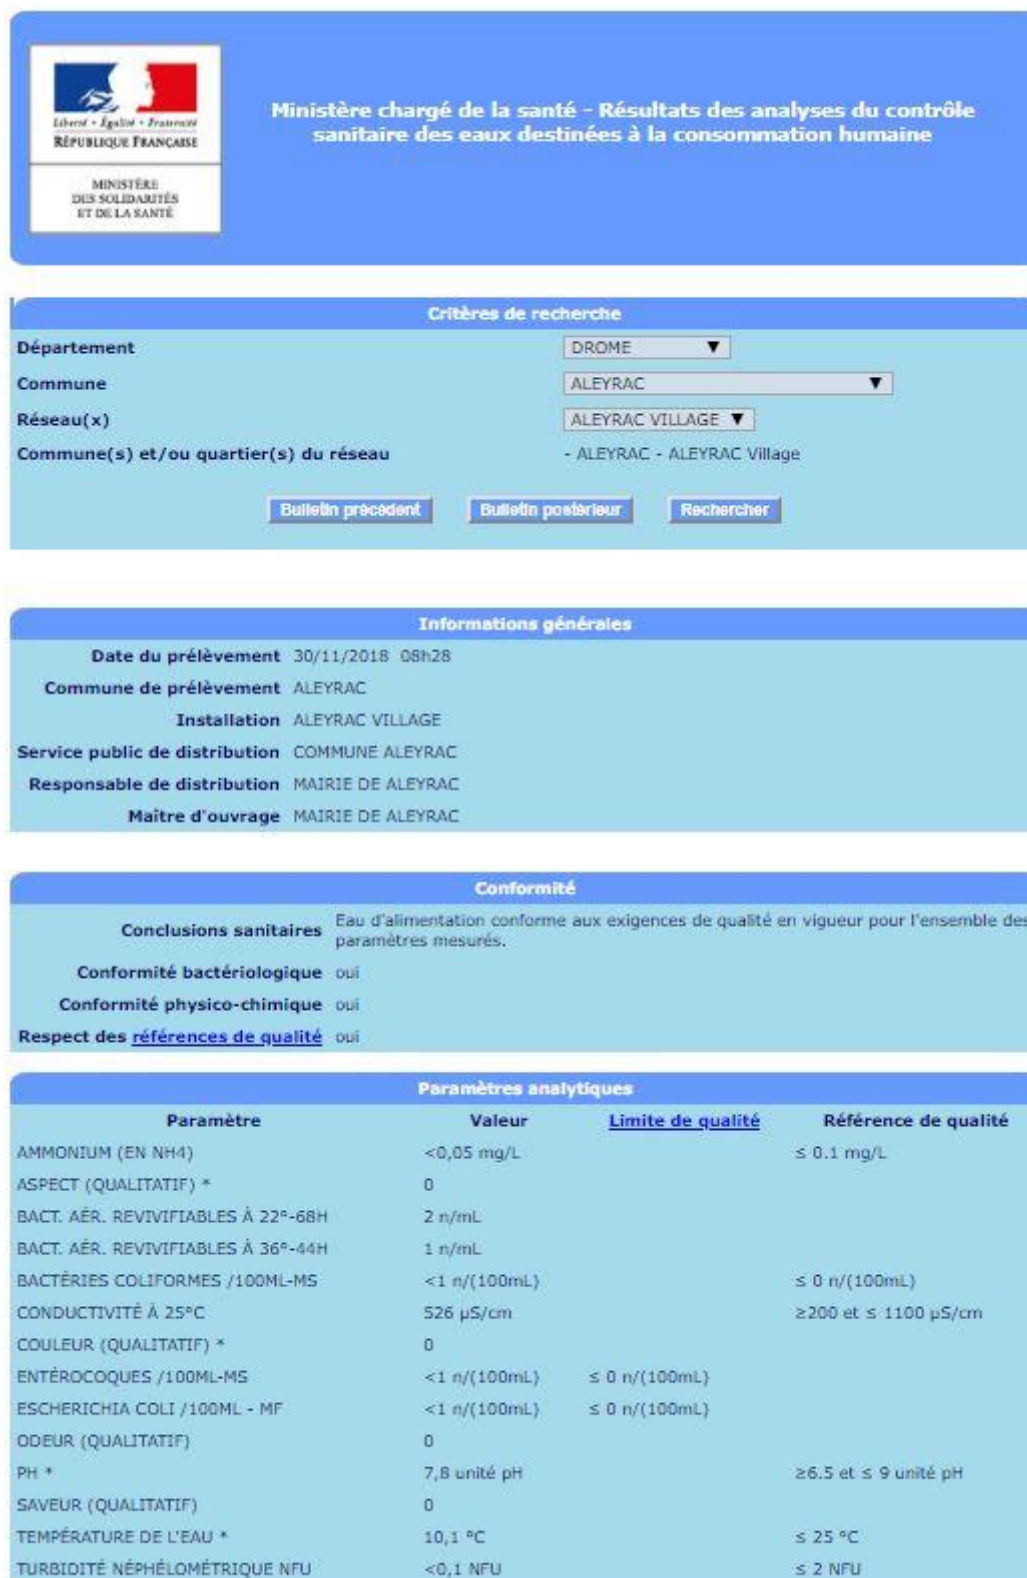 Liberté • Égalité • Fraternité
RÉPUBLIQUE FRANÇAISE
MINISTÈRE
DES SOLIDARITÉS
ET DE LA SANTÉ
Ministère chargé de la santé - Résultats des analyses du contrôle
sanitaire des eaux destinées à la consommation humaine
Critères de recherche
Département DROME ▼
Commune ALEYRAC ▼
Réseau(x) ALEYRAC VILLAGE ▼
Commune(s) et/ou quartier(s) du réseau - ALEYRAC - ALEYRAC Village
Bulletin précédent Bulletin postérieur Rechercher
Informations générales
Date du prélèvement 30/11/2018 08h28
Commune de prélèvement ALEYRAC
Installation ALEYRAC VILLAGE
Service public de distribution COMMUNE ALEYRAC
Responsable de distribution MAIRIE DE ALEYRAC
Maître d'ouvrage MAIRIE DE ALEYRAC
Conformité
Conclusions sanitaires Eau d'alimentation conforme aux exigences de qualité en vigueur pour l'ensemble des
paramètres mesurés.
Conformité bactériologique oui
Conformité physico-chimique oui
Respect des références de qualité oui
Paramètres analytiques
Paramètre Valeur Limite de qualité Référence de qualité
AMMONIUM (EN NH4) <0,05 mg/L ≤ 0.1 mg/L
ASPECT (QUALITATIF) * 0
BACT. AÉR. REVIVIFIABLES À 22°-68H 2 n/mL
BACT. AÉR. REVIVIFIABLES À 36°-44H 1 n/mL
BACTÉRIES COLIFORMES /100ML-MS <1 n/(100mL) ≤ 0 n/(100mL)
CONDUCTIVITÉ À 25°C 526 µS/cm ≥200 et ≤ 1100 µS/cm
COULEUR (QUALITATIF) * 0
ENTÉROCOQUES /100ML-MS <1 n/(100mL) ≤ 0 n/(100mL)
ESCHERICHIA COLI /100ML - MF <1 n/(100mL) ≤ 0 n/(100mL)
ODEUR (QUALITATIF) 0
PH * 7,8 unité pH ≥6.5 et ≤ 9 unité pH
SAVEUR (QUALITATIF) 0
TEMPÉRATURE DE L'EAU * 10,1 °C ≤ 25 °C
TURBIDITÉ NÉPHÉLOMÉTRIQUE NFU <0,1 NFU ≤ 2 NFU